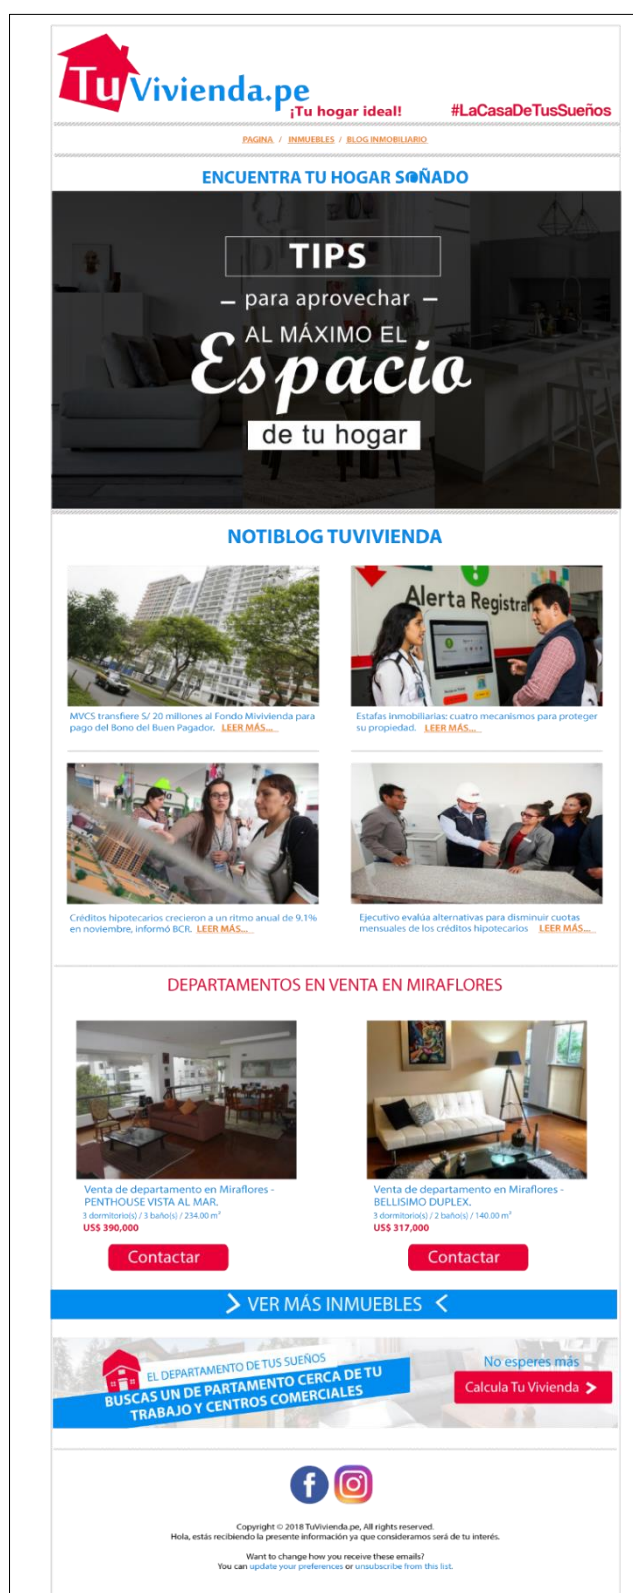 TuVivienda.pe
¡Tu hogar ideal!
#LaCasaDeTusSueños
PAGINA / INMUEBLES / BLOG INMOBILIARIO
ENCUENTRA TU HOGAR SOÑADO
TIPS
para aprovechar
AL MÁXIMO EL
Espacio
de tu hogar
NOTIBLOG TUVIVIENDA
Alerta Registral
MVCS transfiere S/ 20 millones al Fondo Mivivienda para
pago del Bono del Buen Pagador. LEER MÁS...
Estafas inmobiliarias: cuatro mecanismos para proteger
su propiedad. LEER MÁS...
Créditos hipotecarios crecieron a un ritmo anual de 9.1%
en noviembre, informó BCR. LEER MÁS...
Ejecutivo evalúa alternativas para disminuir cuotas
mensuales de los créditos hipotecarios LEER MÁS...
DEPARTAMENTOS EN VENTA EN MIRAFLORES
Venta de departamento en Miraflores -
PENTHOUSE VISTA AL MAR.
3 dormitorio(s) / 3 baño(s) / 234.00 m²
US$ 390,000
Contactar
Venta de departamento en Miraflores -
BELLISIMO DUPLEX.
3 dormitorio(s) / 2 baño(s) / 140.00 m²
US$ 317,000
Contactar
VER MÁS INMUEBLES
EL DEPARTAMENTO DE TUS SUEÑOS
BUSCAS UN DE PARTAMENTO CERCA DE TU
TRABAJO Y CENTROS COMERCIALES
No esperes más
Calcula Tu Vivienda
Copyright © 2018 TuVivienda.pe, All rights reserved.
Hola, estás recibiendo la presente información ya que consideramos será de tu interés.
Want to change how you receive these emails?
You can update your preferences or unsubscribe from this list.